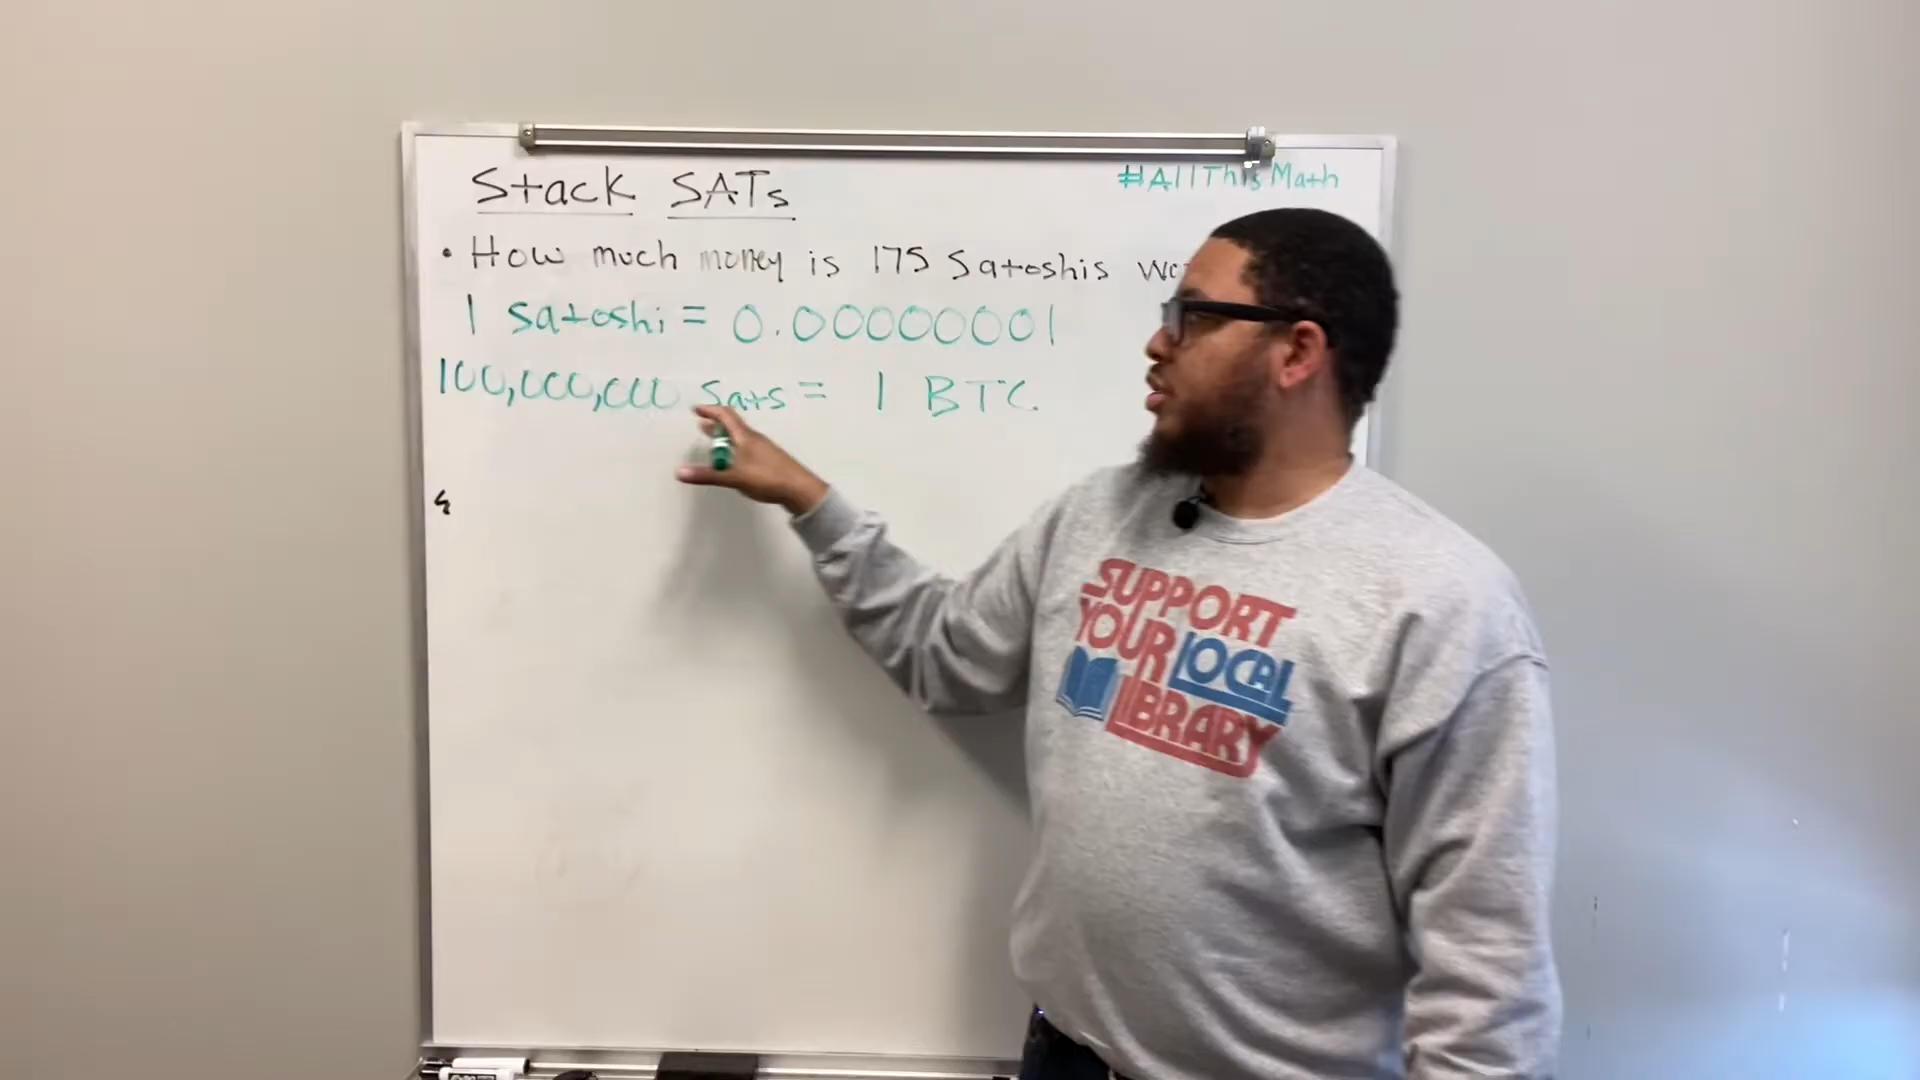 Stack SATs
#AllThisMath
• How much money is 175 Satoshis
1 Satoshi = 0.00000001
100,000,000 Sats = 1 BTC
SUPPORT
YOUR LOCAL
LIBRARY